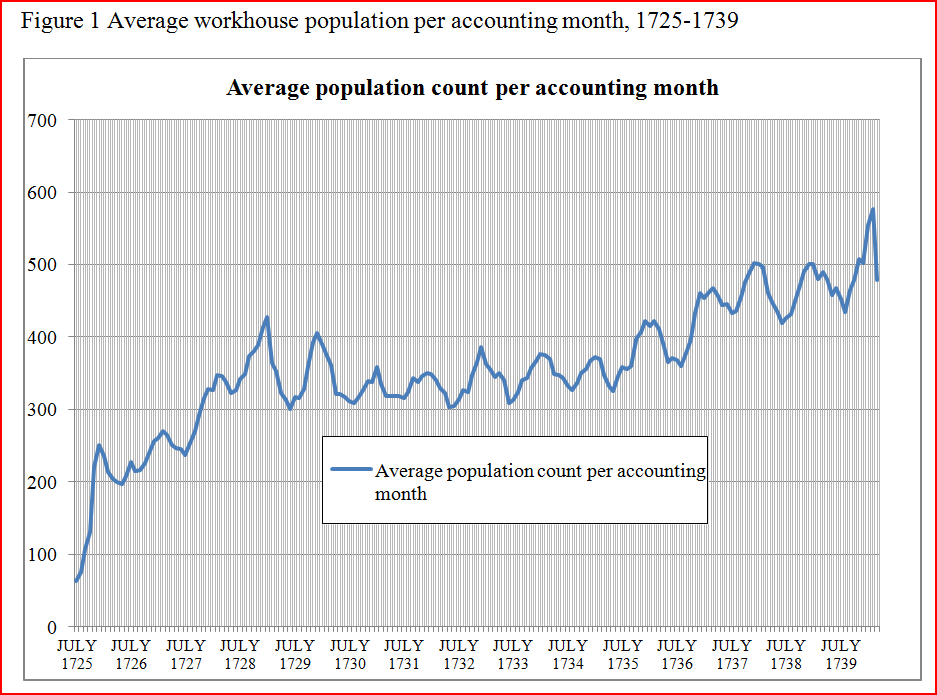 Figure 1 Average workhouse population per accounting month, 1725-1739
Average population count per accounting month
700
600
500
400
300
200
100
0
Average population count per accounting
month
JULY JULY JULY JULY JULY JULY JULY JULY JULY JULY JULY JULY JULY JULY JULY
1725 1726 1727 1728 1729 1730 1731 1732 1733 1734 1735 1736 1737 1738 1739